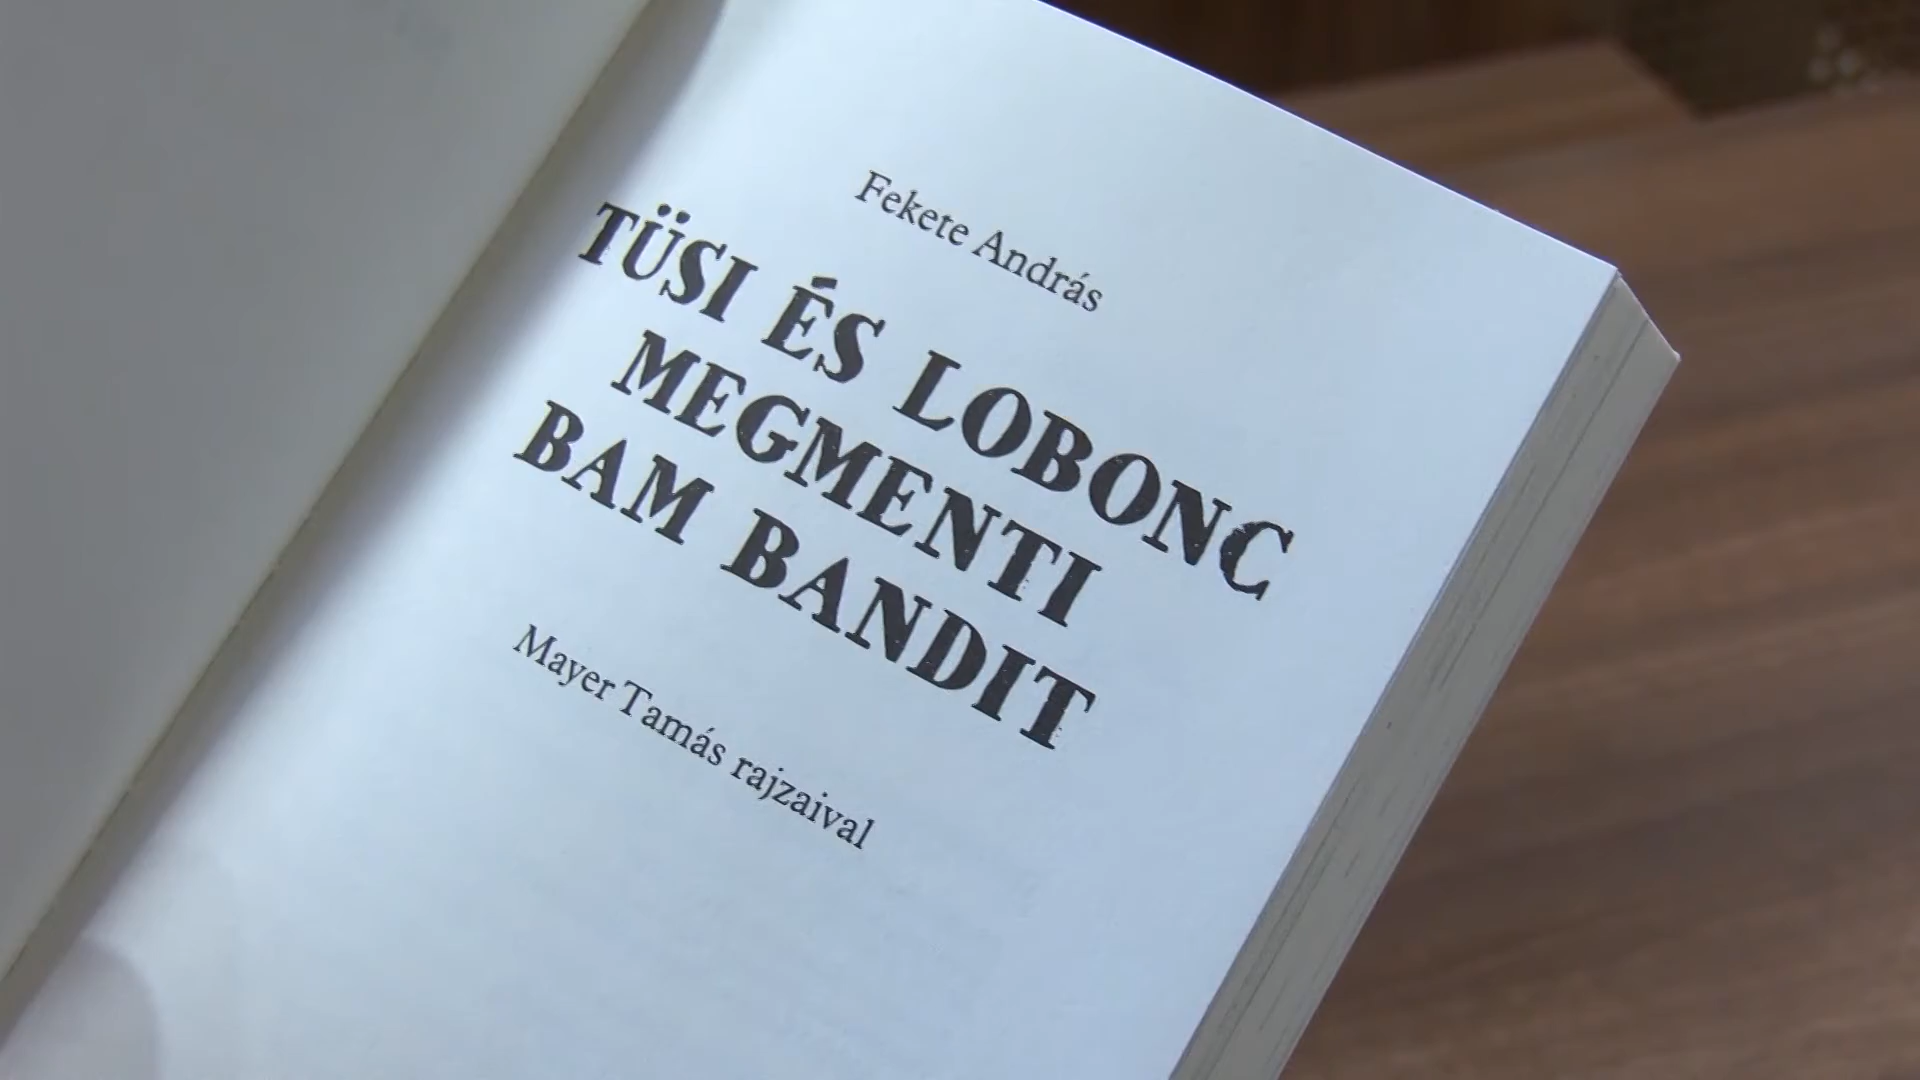 Fekete András
TÜSI ÉS LOBONC
MEGMENTI
BAM BANDIT
Mayer Tamás rajzaival